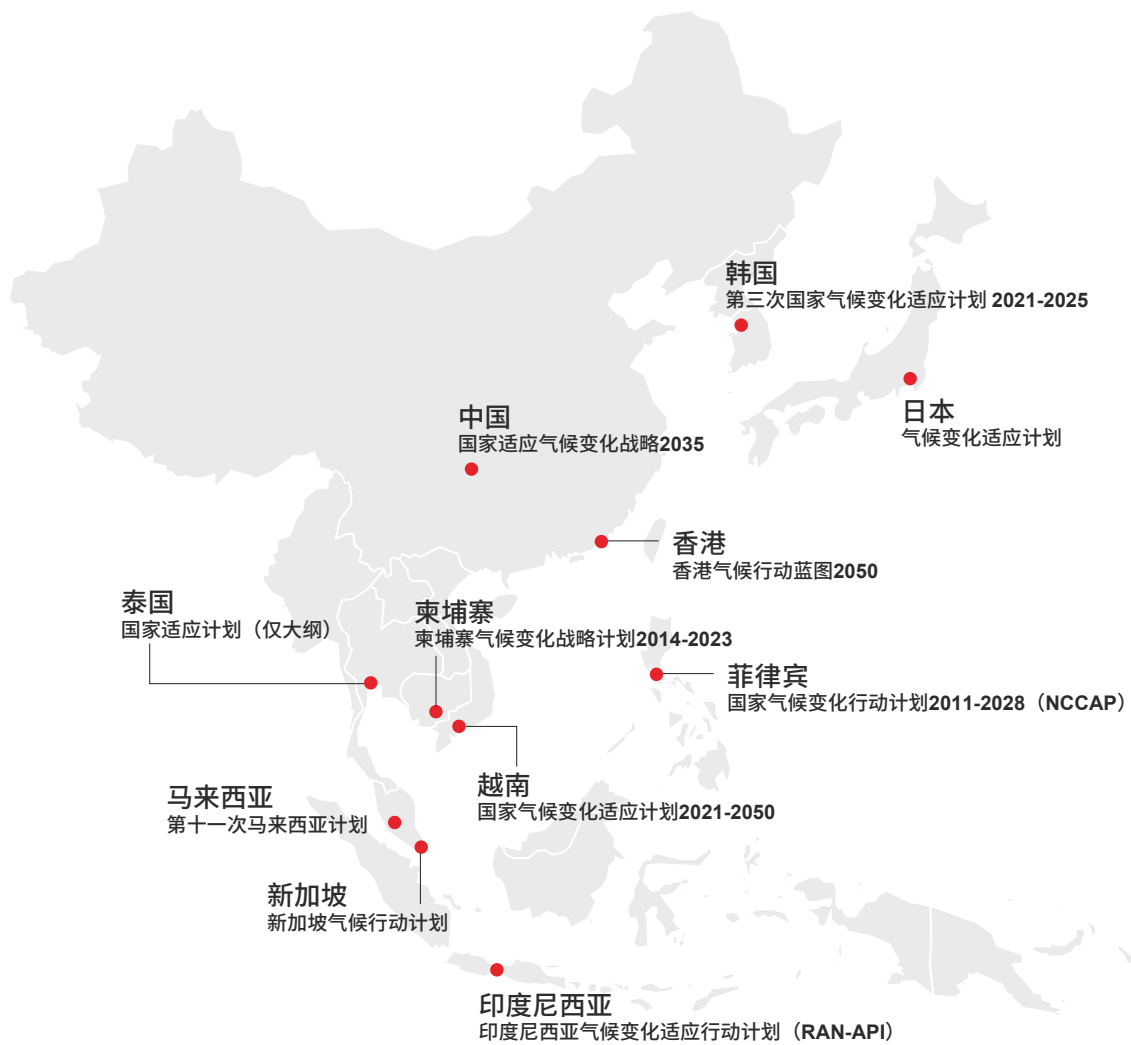 韩国
第三次国家气候变化适应计划 2021-2025
日本
气候变化适应计划
中国
国家适应气候变化战略2035
香港
香港气候行动蓝图2050
泰国
国家适应计划（仅大纲）
柬埔寨
柬埔寨气候变化战略计划2014-2023
菲律宾
国家气候变化行动计划2011-2028（NCCAP）
越南
国家气候变化适应计划2021-2050
马来西亚
第十一次马来西亚计划
新加坡
新加坡气候行动计划
印度尼西亚
印度尼西亚气候变化适应行动计划（RAN-API）